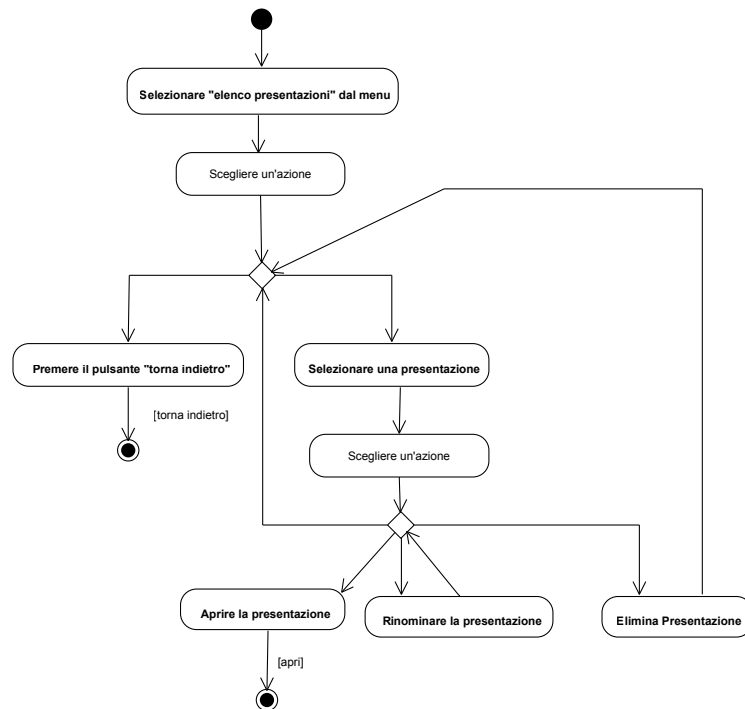 Selezionare "elenco presentazioni" dal menu
Scegliere un'azione
Premere il pulsante "torna indietro"
Selezionare una presentazione
[torna indietro]
Scegliere un'azione
Aprire la presentazione
Rinominare la presentazione
Elimina Presentazione
[apri]